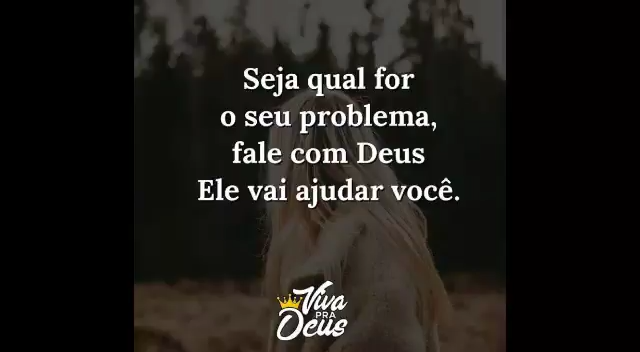 Seja qual for
o seu problema,
fale com Deus
Ele vai ajudar você.
Viva
PRA
Deus